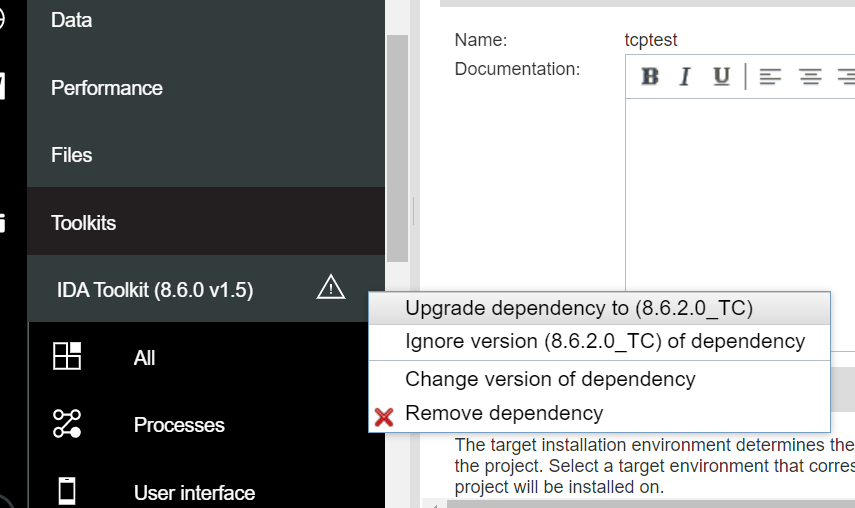 Data
Performance
Files
Toolkits
IDA Toolkit (8.6.0 v1.5)
All
Processes
User interface
Name: tcptest
Documentation:
B I U
Upgrade dependency to (8.6.2.0_TC)
Ignore version (8.6.2.0_TC) of dependency
Change version of dependency
Remove dependency
The target installation environment determines the
the project. Select a target environment that corres
project will be installed on.